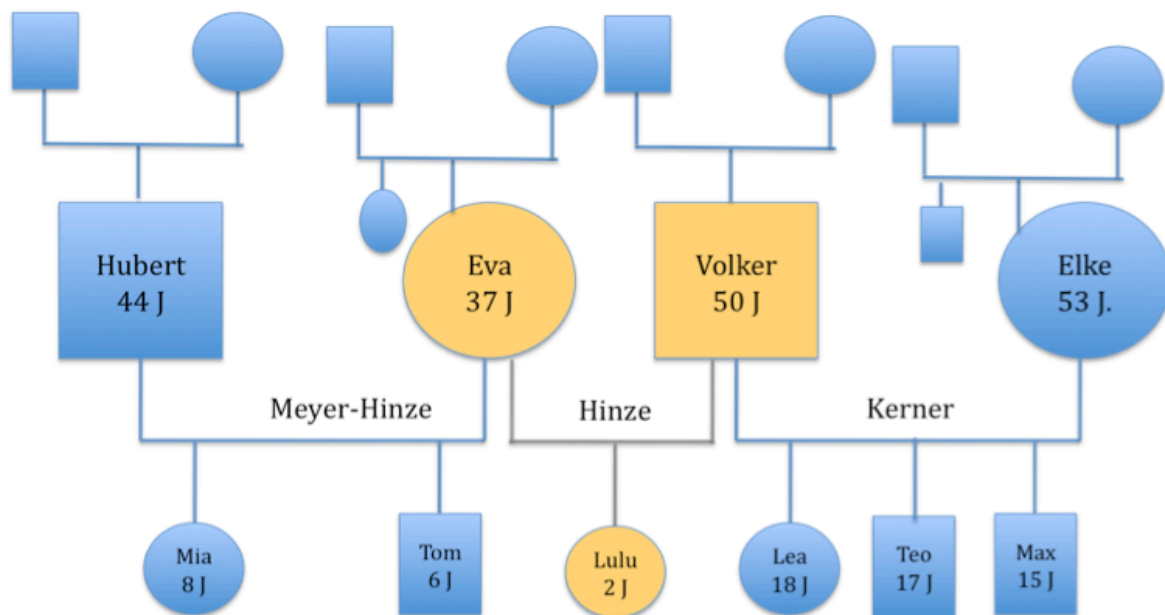 Hubert
44 J
Eva
37 J
Volker
50 J
Elke
53 J.
Meyer-Hinze
Hinze
Kerner
Mia
8 J
Tom
6 J
Lulu
2 J
Lea
18 J
Teo
17 J
Max
15 J